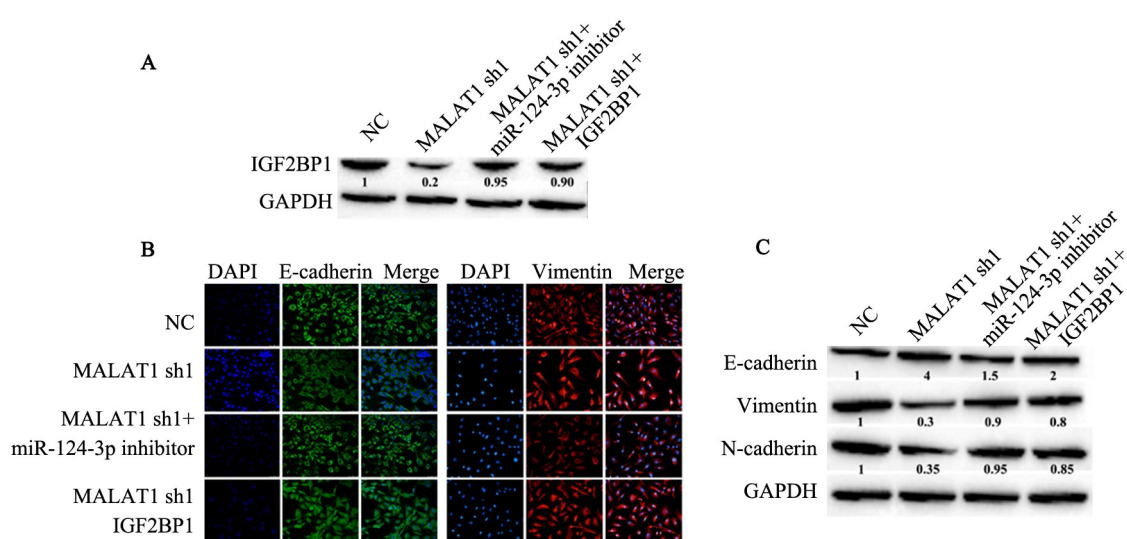 A
NC
MALAT1 sh1
MALAT1 sh1+
miR-124-3p inhibitor
MALAT1 sh1+
IGF2BP1
IGF2BP1
1 0.2 0.95 0.90
GAPDH
B
DAPI E-cadherin Merge DAPI Vimentin Merge
NC
MALAT1 sh1
MALAT1 sh1+
miR-124-3p inhibitor
MALAT1 sh1
IGF2BP1
C
NC
MALAT1 sh1
MALAT1 sh1+
miR-124-3p inhibitor
MALAT1 sh1+
IGF2BP1
E-cadherin
1 4 1.5 2
Vimentin
1 0.3 0.9 0.8
N-cadherin
1 0.35 0.95 0.85
GAPDH